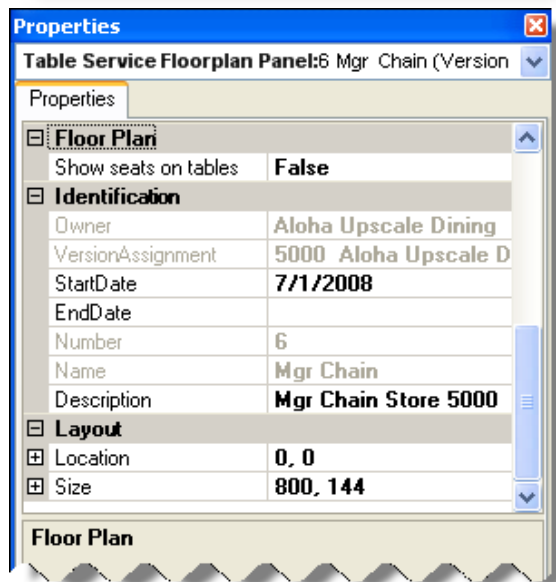 Properties
Table Service Floorplan Panel:6 Mgr Chain (Version
Properties
Floor Plan
Show seats on tables False
Identification
Owner Aloha Upscale Dining
VersionAssignment 5000 Aloha Upscale D
StartDate 7/1/2008
EndDate
Number 6
Name Mgr Chain
Description Mgr Chain Store 5000
Layout
Location 0, 0
Size 800, 144
Floor Plan